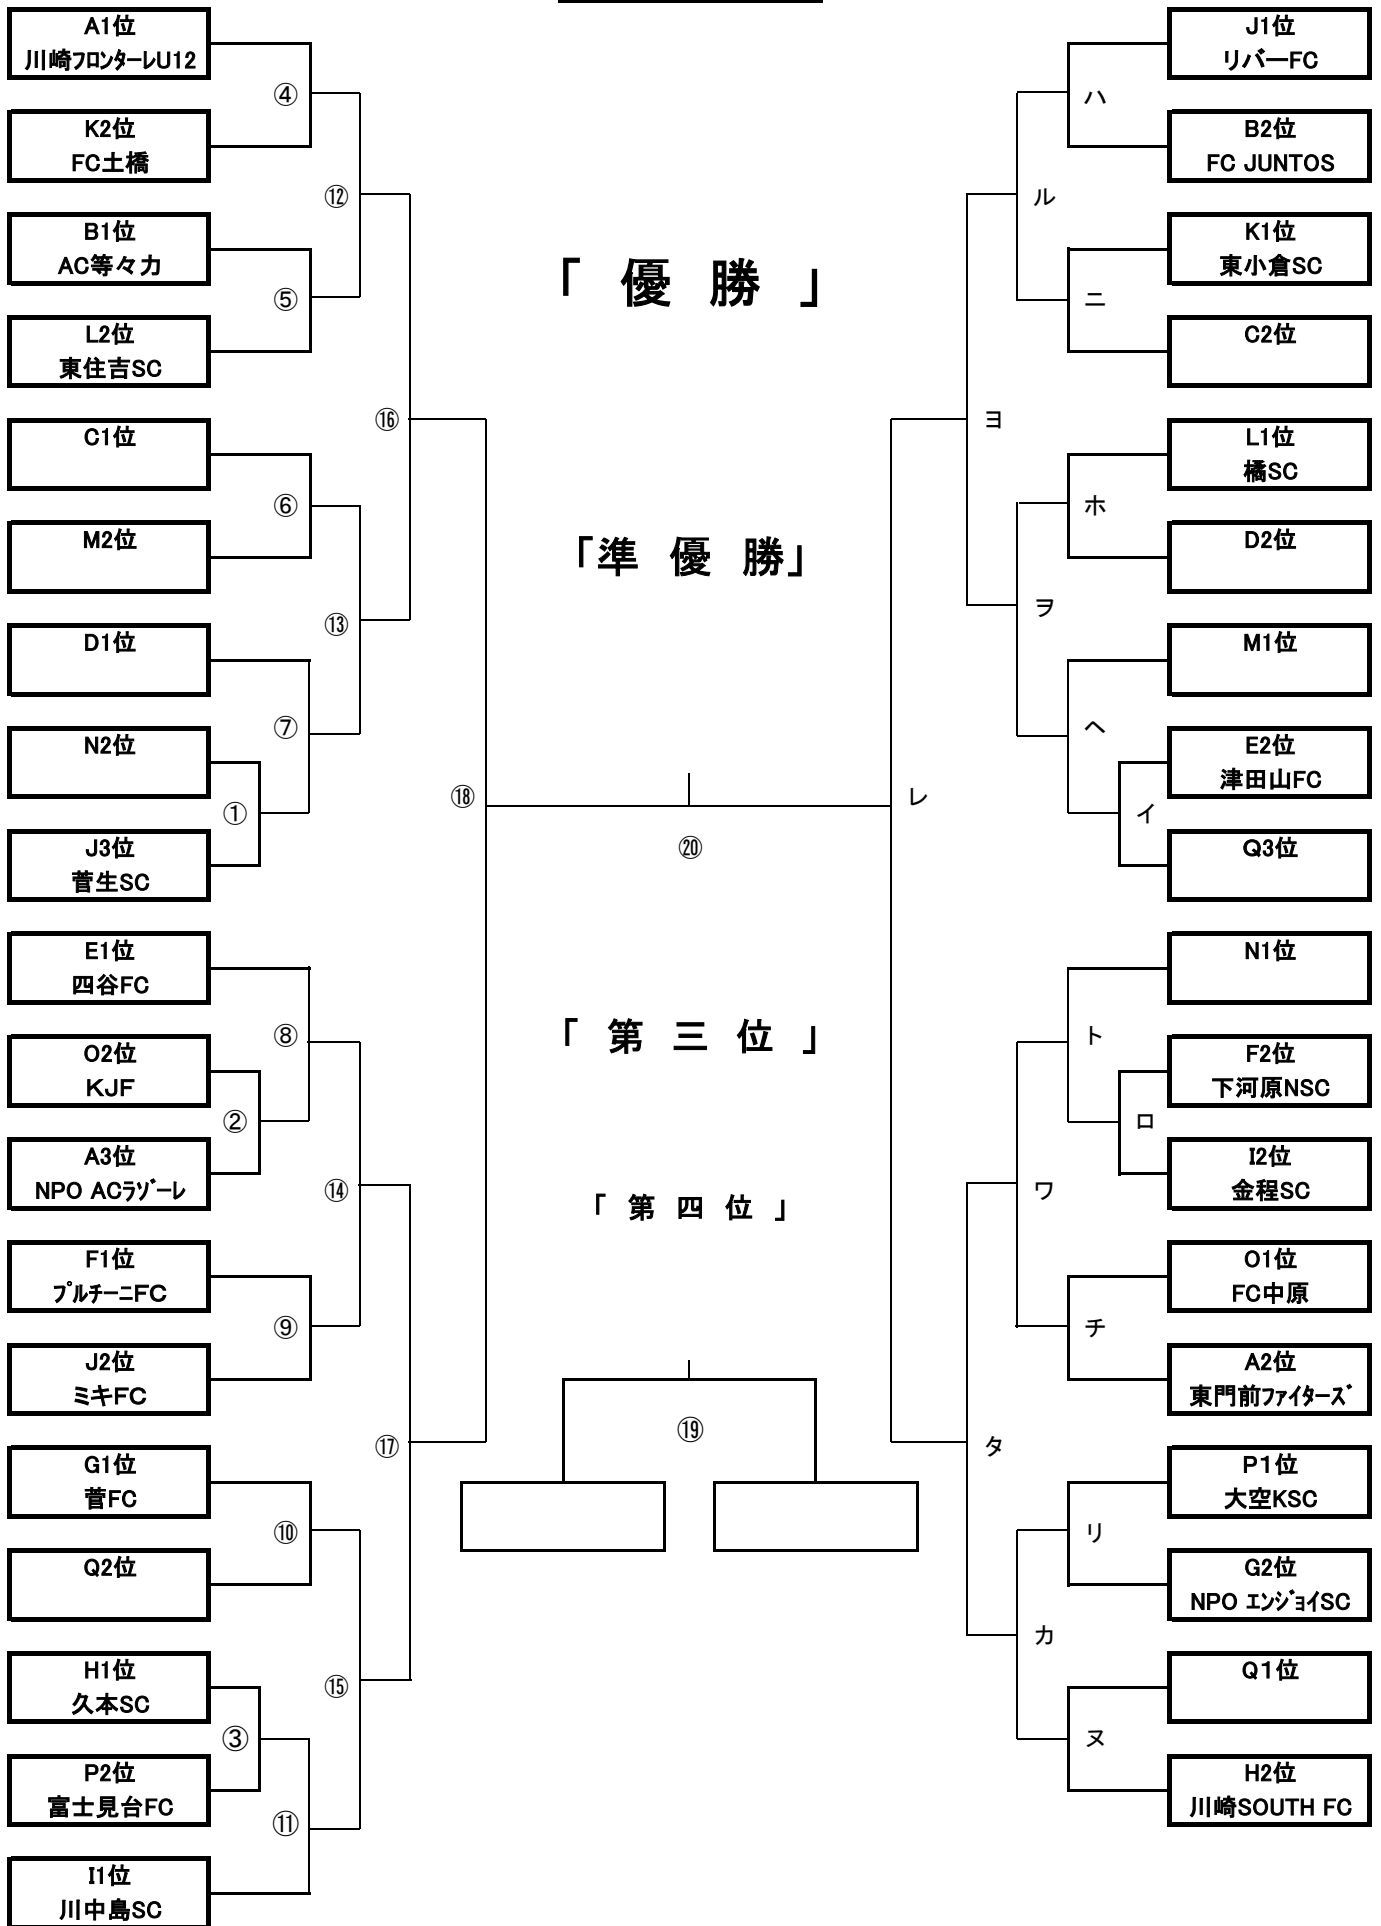 A1位
川崎フロンターレU12
④
K2位
FC土橋
⑫
B1位
AC等々力
⑤
L2位
東住吉SC
⑯
C1位
⑥
M2位
⑬
D1位
⑦
N2位
①
J3位
菅生SC
⑱
E1位
四谷FC
⑧
O2位
KJF
②
A3位
NPO ACラゾーレ
⑭
F1位
プルチーニFC
⑨
J2位
ミキFC
⑰
G1位
菅FC
⑩
Q2位
⑮
H1位
久本SC
③
P2位
富士見台FC
⑪
I1位
川中島SC
「 優 勝 」
「準 優 勝」
⑳
「 第 三 位 」
「 第 四 位 」
⑲
J1位
リバーFC
ハ
B2位
FC JUNTOS
ル
K1位
東小倉SC
ニ
C2位
ヨ
L1位
橘SC
ホ
D2位
ヲ
M1位
ヘ
E2位
津田山FC
イ
Q3位
レ
N1位
ト
F2位
下河原NSC
ロ
I2位
金程SC
ワ
O1位
FC中原
チ
A2位
東門前ファイターズ
タ
P1位
大空KSC
リ
G2位
NPO エンジョイSC
カ
Q1位
ヌ
H2位
川崎SOUTH FC